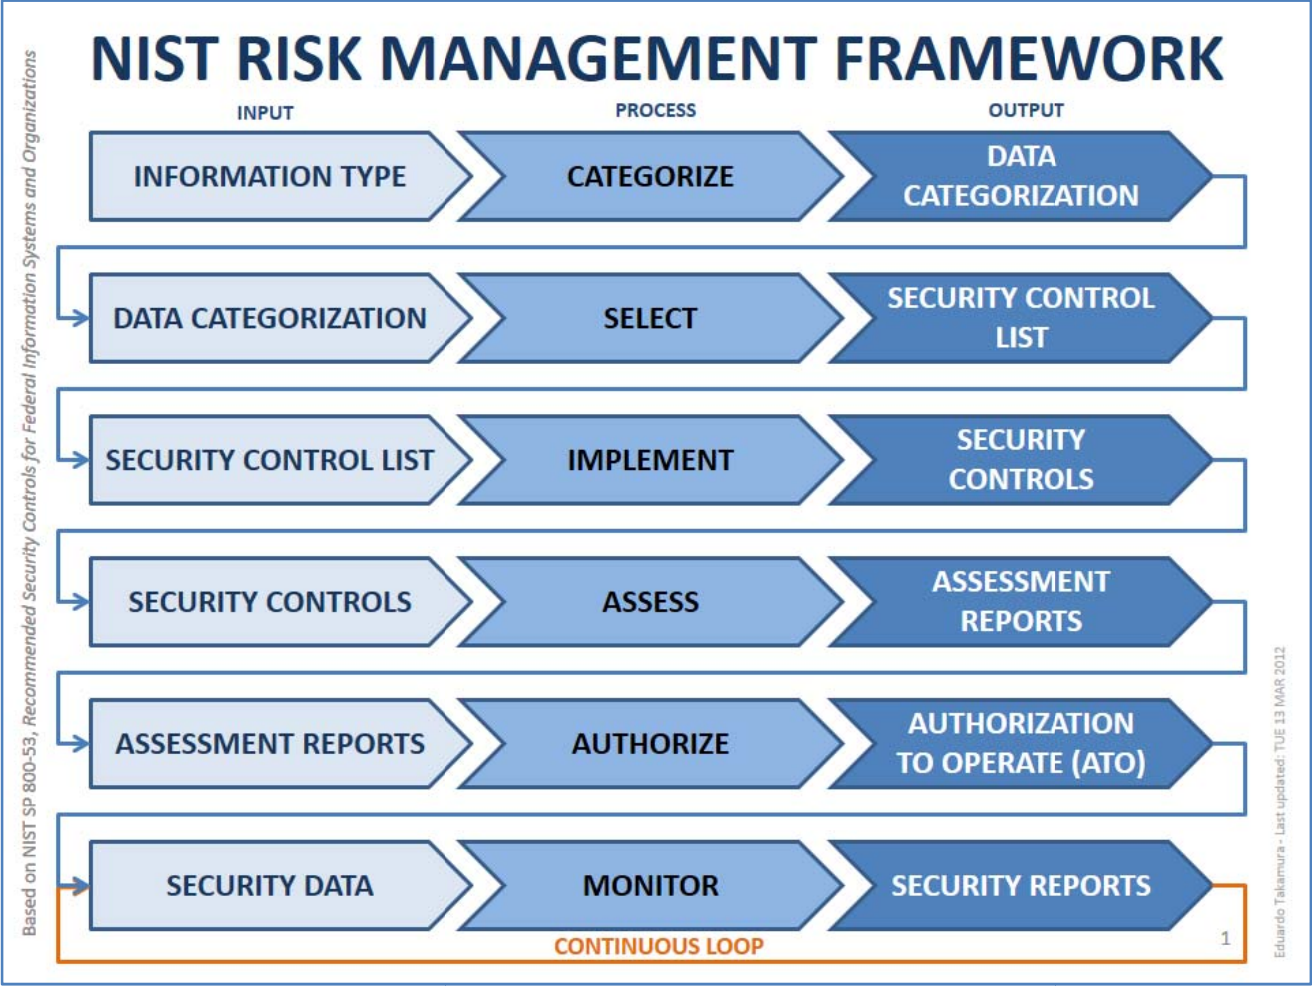 NIST RISK MANAGEMENT FRAMEWORK
INPUT
PROCESS
OUTPUT
INFORMATION TYPE
CATEGORIZE
DATA
CATEGORIZATION
DATA CATEGORIZATION
SELECT
SECURITY CONTROL
LIST
SECURITY CONTROL LIST
IMPLEMENT
SECURITY
CONTROLS
SECURITY CONTROLS
ASSESS
ASSESSMENT
REPORTS
ASSESSMENT REPORTS
AUTHORIZE
AUTHORIZATION
TO OPERATE (ATO)
SECURITY DATA
MONITOR
SECURITY REPORTS
CONTINUOUS LOOP
1
Based on NIST SP 800-53, Recommended Security Controls for Federal Information Systems and Organizations
Eduardo Takamura - Last updated: TUE 13 MAR 2012